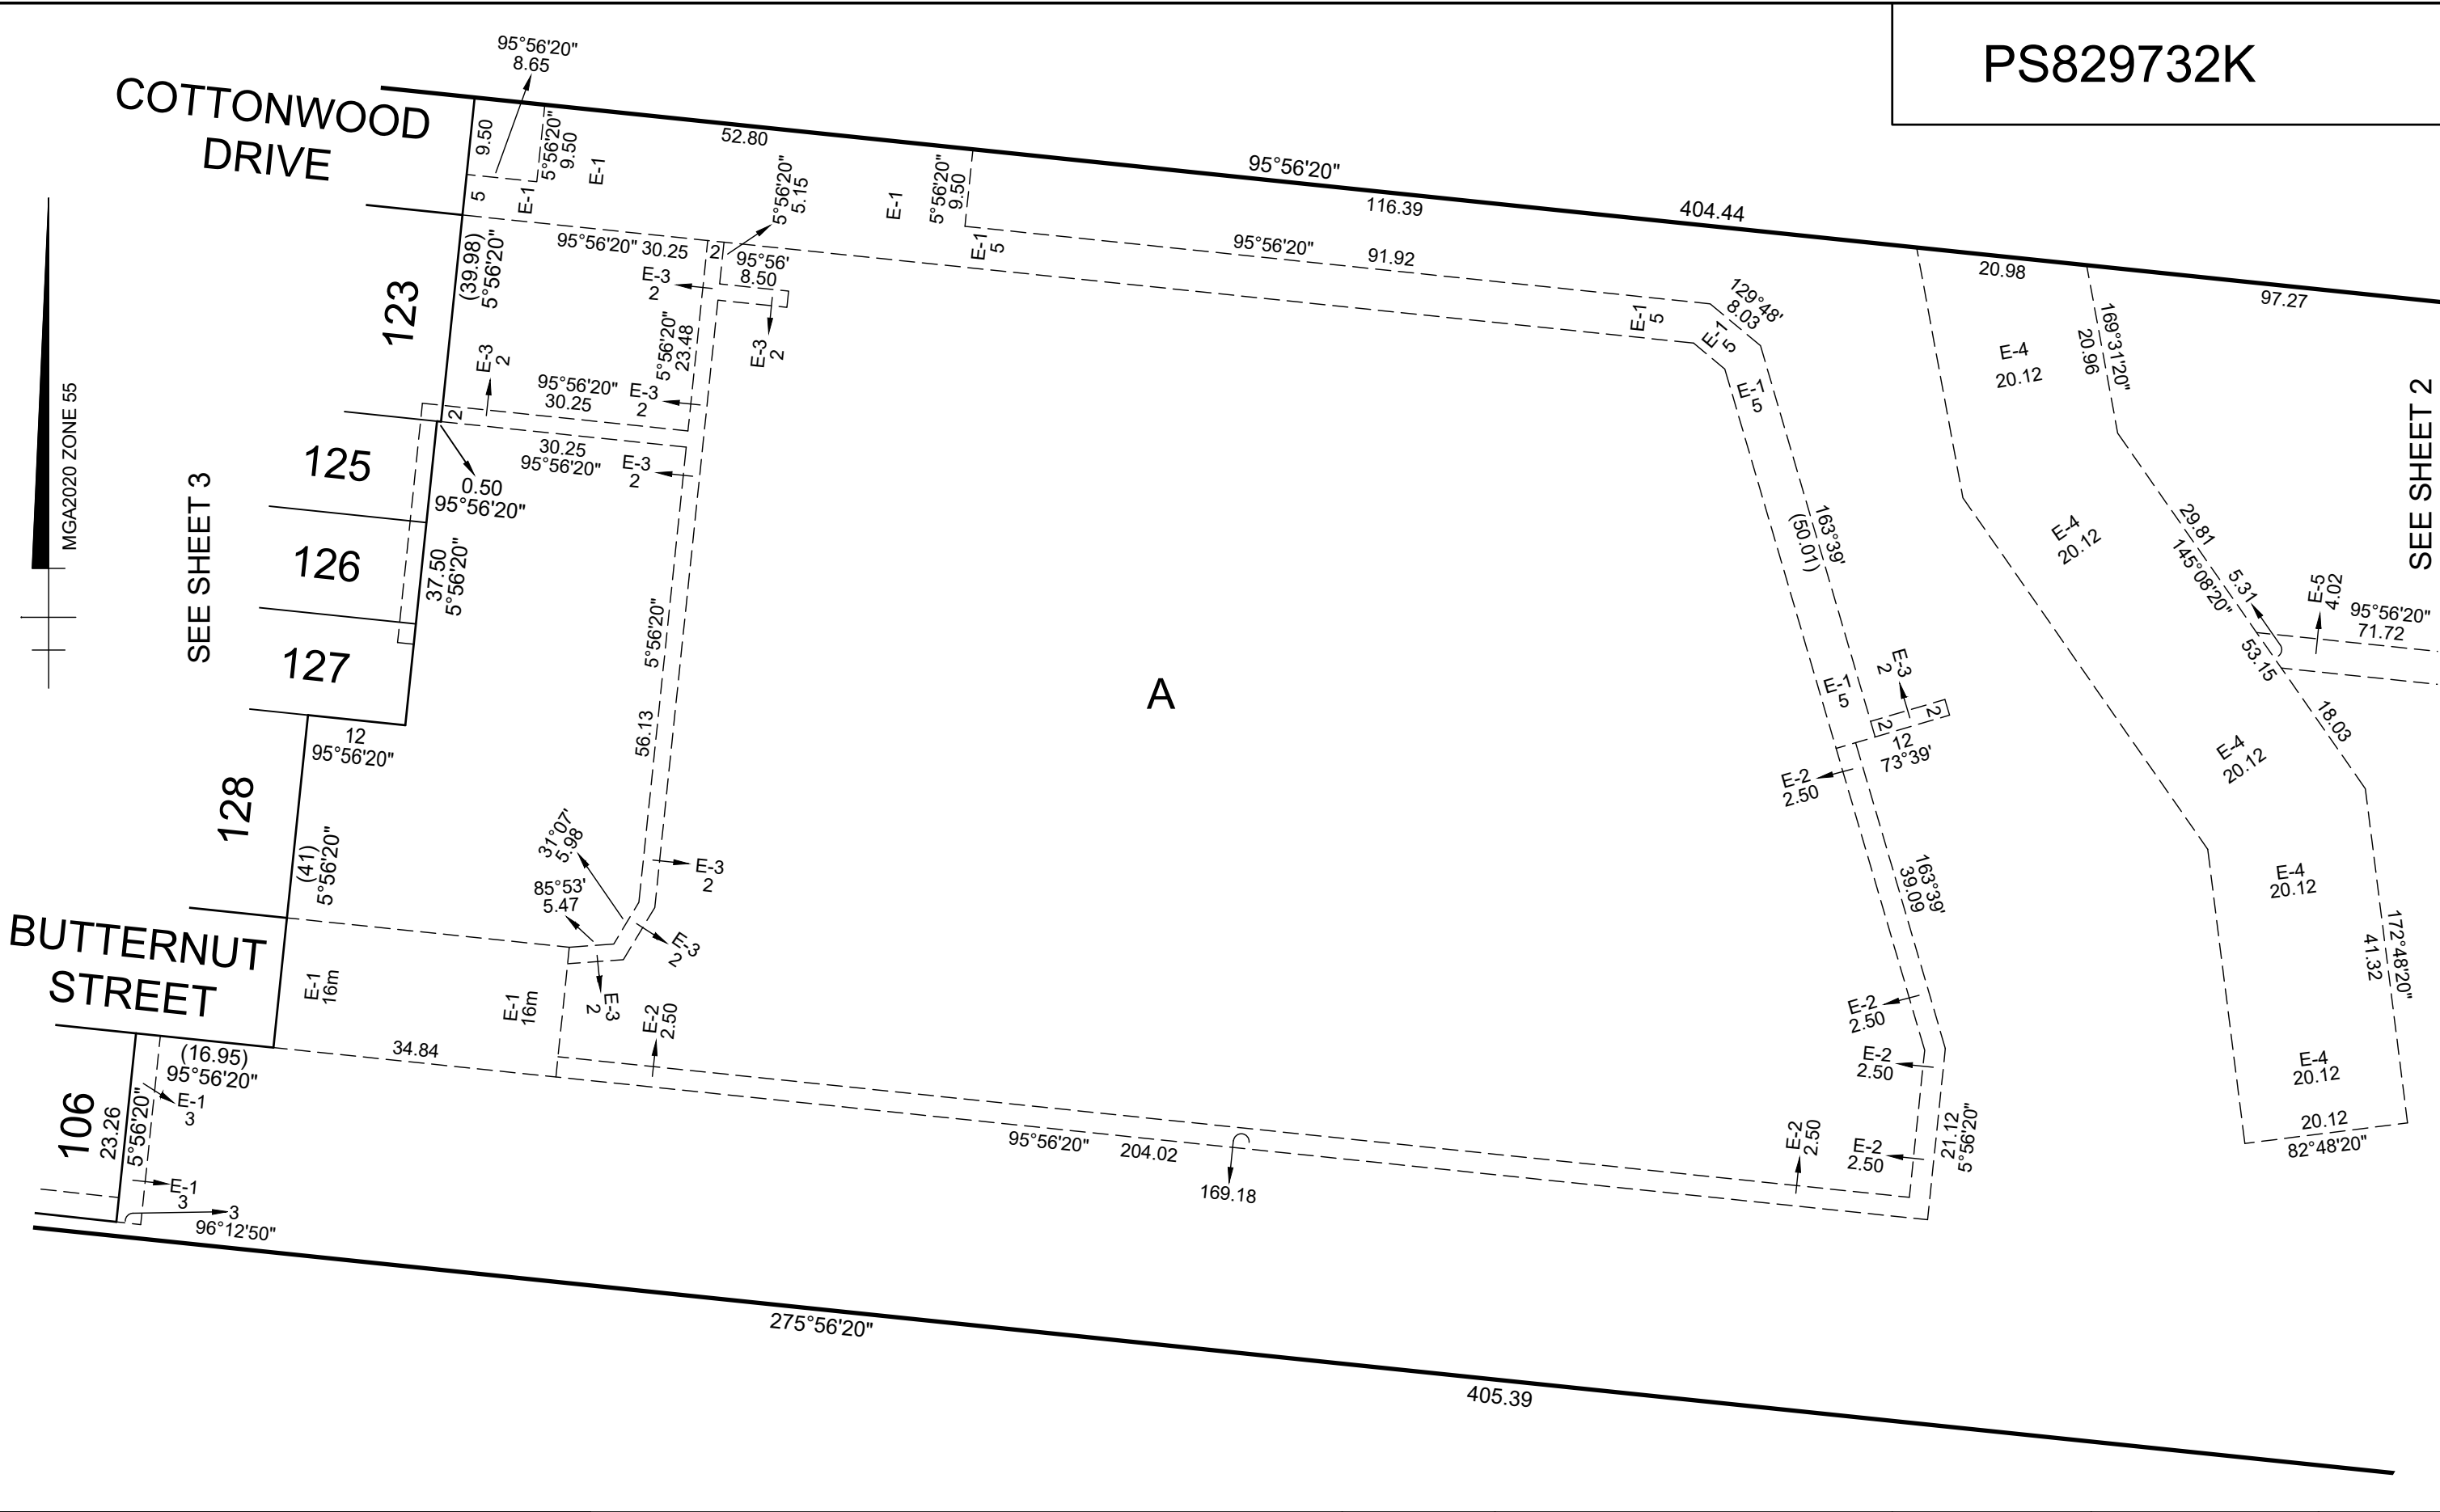 PS829732K
95°56'20"
8.65
COTTONWOOD
DRIVE
9.50
5
5°56'20"
9.50
E-1
E-1
52.80
5°56'20"
5.15
E-1
5°56'20"
9.50
95°56'20"
116.39
404.44
20.98
97.27
95°56'20" 30.25
2
95°56'
8.50
E-1
5
95°56'20"
91.92
129°48'
8.03
E-1
5
E-1
5
E-1
5
E-3
2
5°56'20"
23.48
E-3
2
123
(39.98)
5°56'20"
E-3
2
95°56'20"
30.25
E-3
2
2
30.25
95°56'20"
E-3
2
0.50
95°56'20"
MGA2020 ZONE 55
SEE SHEET 3
125
126
127
37.50
5°56'20"
12
95°56'20"
128
(41)
5°56'20"
5°56'20"
56.13
A
163°39'
(50.01)
E-1
5
E-3
2
2
2
12
73°39'
E-2
2.50
163°39'
39.09
E-4
20.12
169°31'20"
20.96
E-4
20.12
29.81
145°08'20"
5.31
53.15
18.03
E-5
4.02
95°56'20"
71.72
SEE SHEET 2
E-4
20.12
E-4
20.12
172°48'20"
41.32
E-4
20.12
20.12
82°48'20"
31°07'
5.98
85°53'
5.47
E-3
2
E-3
2
E-3
2
BUTTERNUT
STREET
E-1
16m
E-1
16m
E-2
2.50
34.84
(16.95)
95°56'20"
E-1
3
106
23.26
5°56'20"
E-1
3
3
96°12'50"
95°56'20"
204.02
169.18
E-2
2.50
E-2
2.50
E-2
2.50
E-2
2.50
21.12
5°56'20"
275°56'20"
405.39